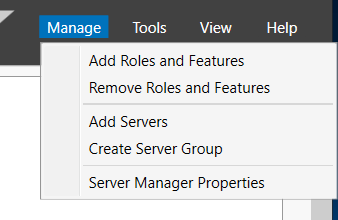 Manage Tools View Help
Add Roles and Features
Remove Roles and Features
Add Servers
Create Server Group
Server Manager Properties